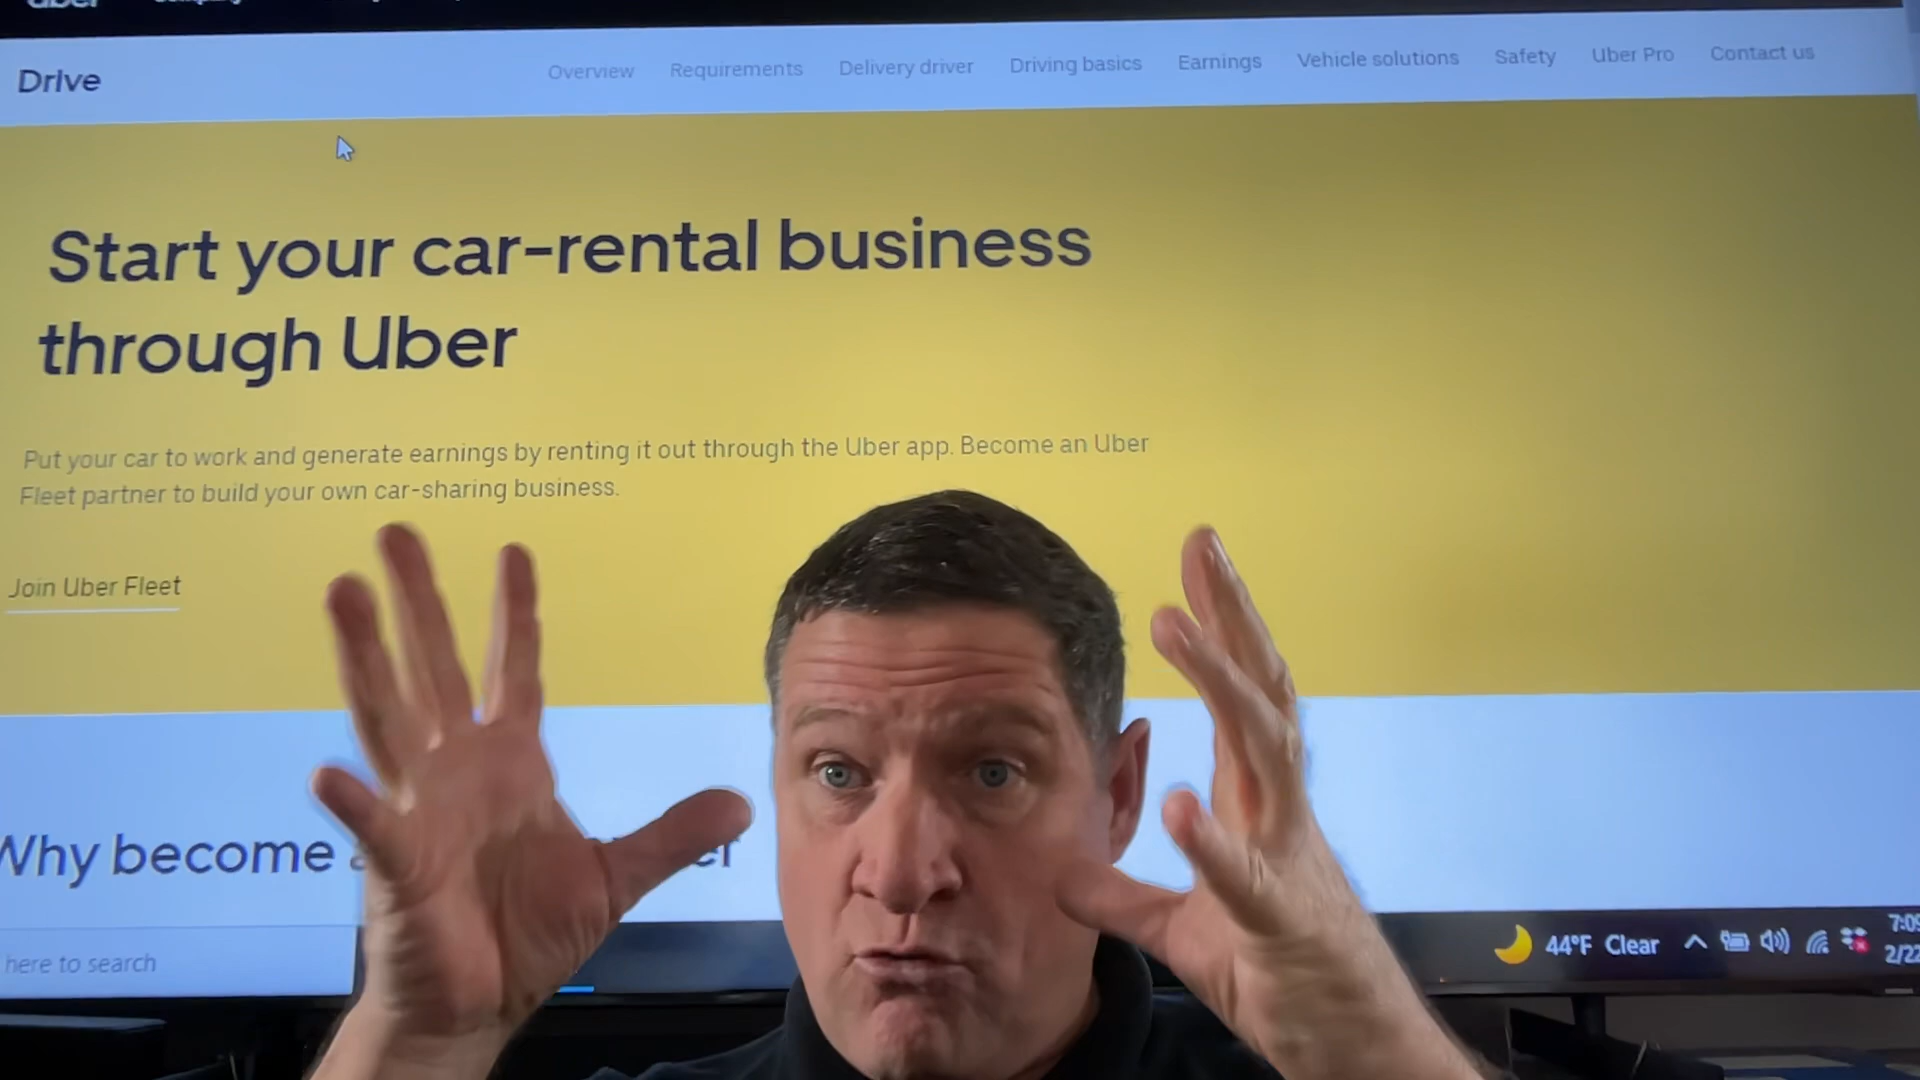 Drive
Overview Requirements Delivery driver Driving basics Earnings Vehicle solutions Safety Uber Pro Contact us
Start your car-rental business
through Uber
Put your car to work and generate earnings by renting it out through the Uber app. Become an Uber
Fleet partner to build your own car-sharing business.
Join Uber Fleet
Why become
here to search
44°F Clear